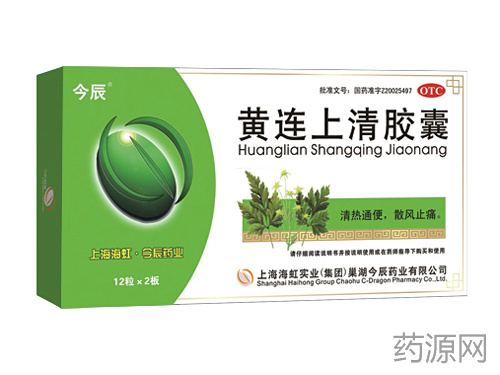 今辰®
上海海虹·今辰药业
12粒×2板
批准文号：国药准字Z20025497
OTC
黄连上清胶囊
Huanglian Shangqing Jiaonang
清热通便，散风止痛。
请仔细阅读说明书并按说明使用或在药师指导下购买和使用
上海海虹实业(集团)巢湖今辰药业有限公司
Shanghai Haihong Group Chaohu C-Dragon Pharmacy Co.,Ltd.
药源网